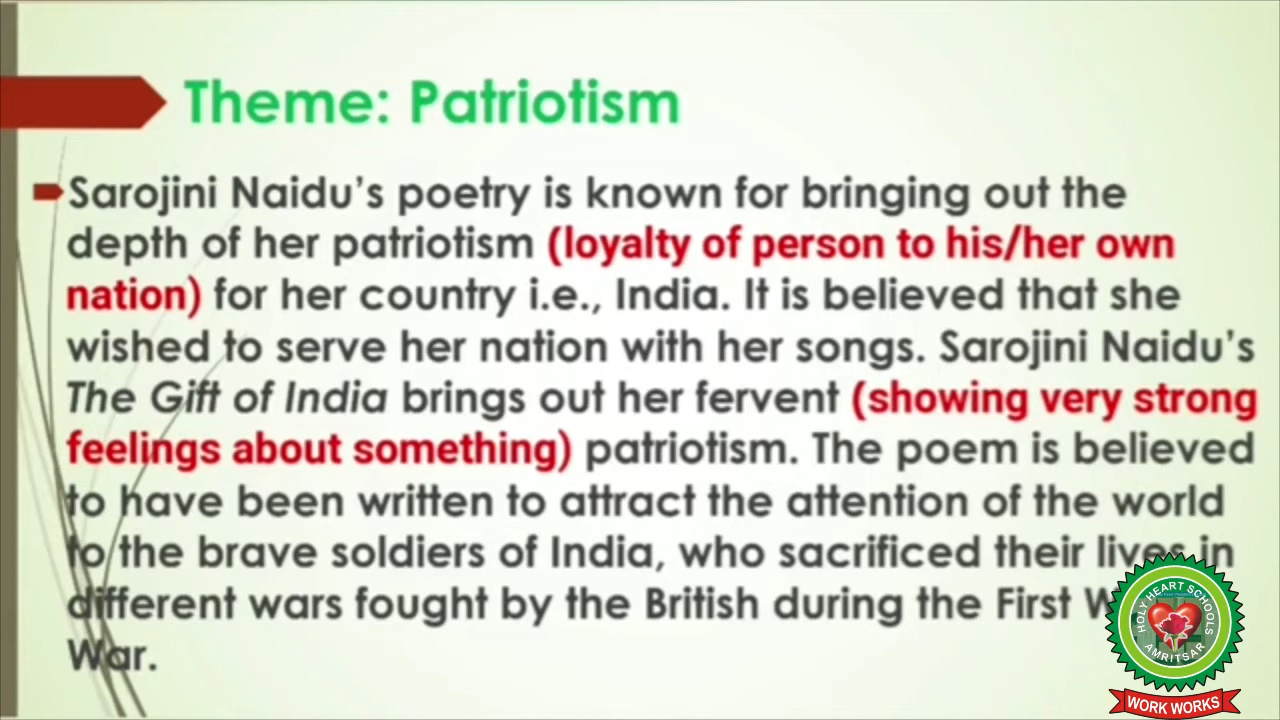 Theme: Patriotism
Sarojini Naidu's poetry is known for bringing out the
depth of her patriotism (loyalty of person to his/her own
nation) for her country i.e., India. It is believed that she
wished to serve her nation with her songs. Sarojini Naidu's
The Gift of India brings out her fervent (showing very strong
feelings about something) patriotism. The poem is believed
to have been written to attract the attention of the world
to the brave soldiers of India, who sacrificed their lives in
different wars fought by the British during the First
War.
HOLY HEART SCHOOLS
AMRITSAR
WORK WORKS